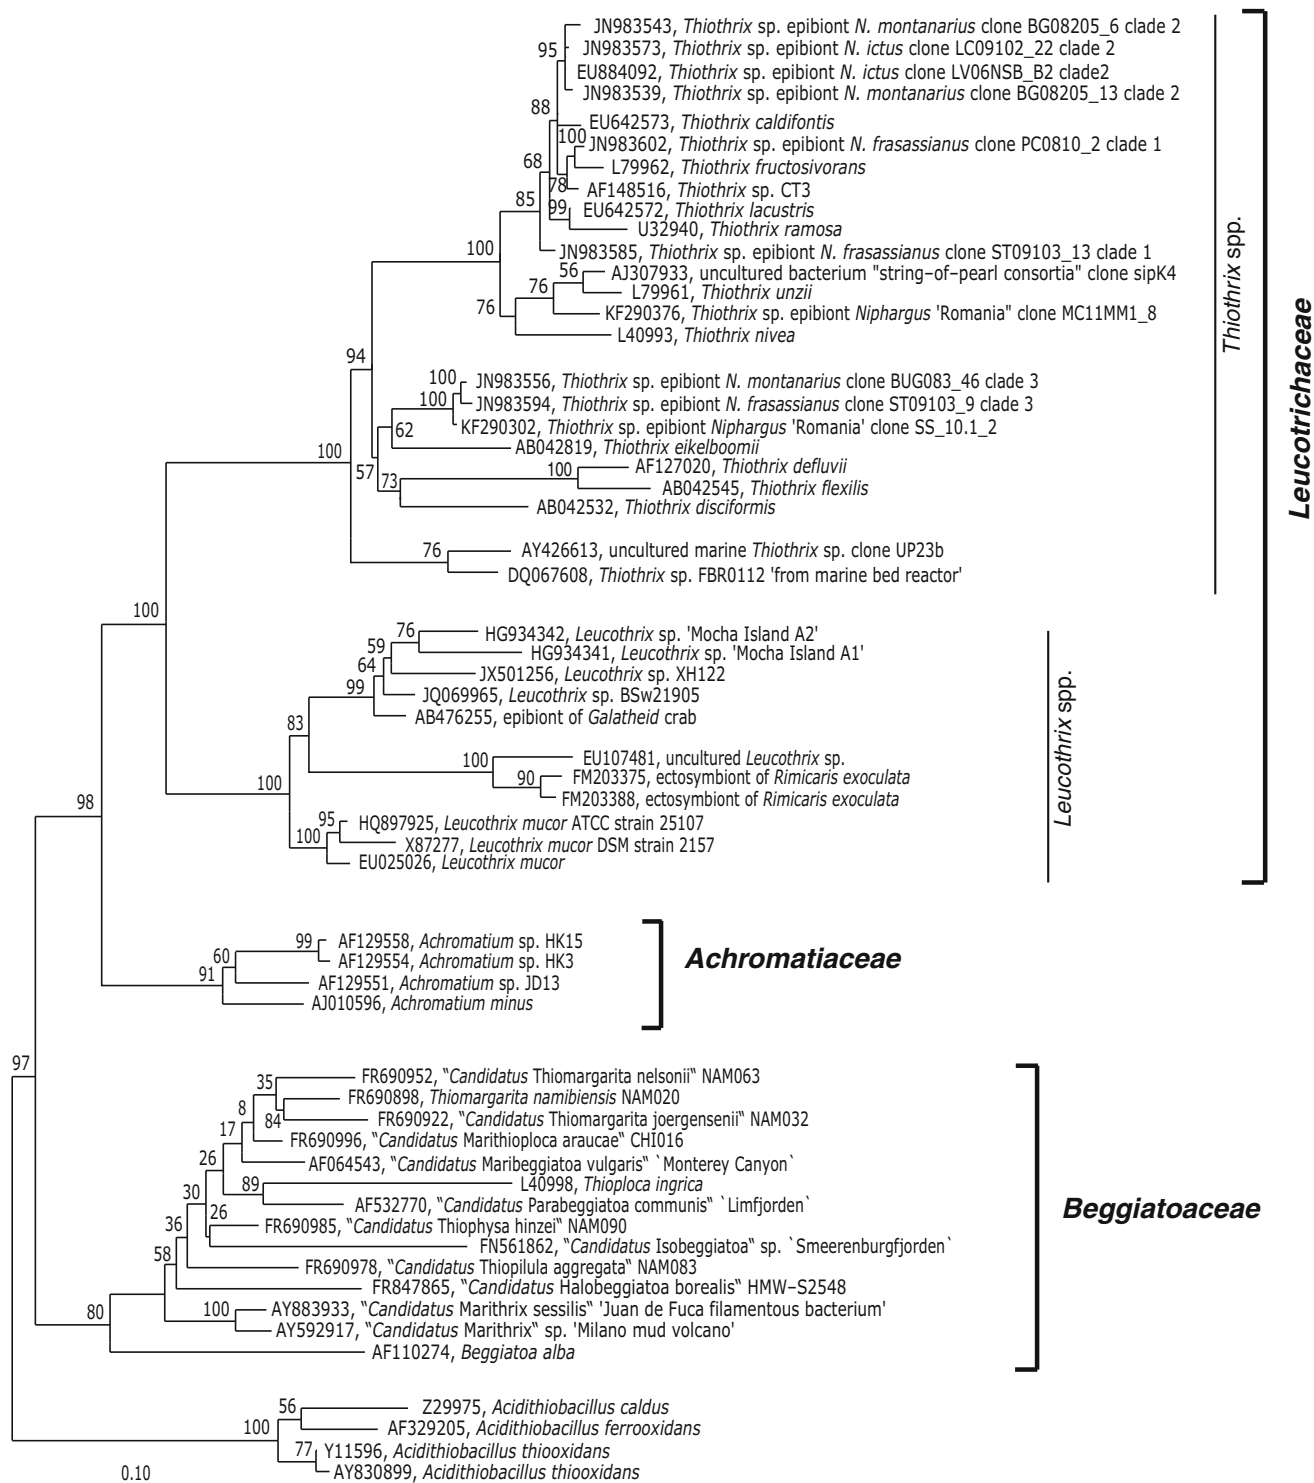 JN983543, Thiothrix sp. epibiont N. montanarius clone BG08205_6 clade 2
95
JN983573, Thiothrix sp. epibiont N. ictus clone LC09102_22 clade 2
EU884092, Thiothrix sp. epibiont N. ictus clone LV06NSB_B2 clade2
JN983539, Thiothrix sp. epibiont N. montanarius clone BG08205_13 clade 2
88
EU642573, Thiothrix caldifontis
100
JN983602, Thiothrix sp. epibiont N. frasassianus clone PC0810_2 clade 1
68
L79962, Thiothrix fructosivorans
78
AF148516, Thiothrix sp. CT3
85
99
EU642572, Thiothrix lacustris
U32940, Thiothrix ramosa
100
JN983585, Thiothrix sp. epibiont N. frasassianus clone ST09103_13 clade 1
56
AJ307933, uncultured bacterium "string–of–pearl consortia" clone sipK4
76
L79961, Thiothrix unzii
76
KF290376, Thiothrix sp. epibiont Niphargus 'Romania" clone MC11MM1_8
L40993, Thiothrix nivea
94
100
JN983556, Thiothrix sp. epibiont N. montanarius clone BUG083_46 clade 3
100
JN983594, Thiothrix sp. epibiont N. frasassianus clone ST09103_9 clade 3
KF290302, Thiothrix sp. epibiont Niphargus 'Romania' clone SS_10.1_2
62
AB042819, Thiothrix eikelboomii
100
57
100
AF127020, Thiothrix defluvii
73
AB042545, Thiothrix flexilis
AB042532, Thiothrix disciformis
76
AY426613, uncultured marine Thiothrix sp. clone UP23b
DQ067608, Thiothrix sp. FBR0112 'from marine bed reactor'
Thiothrix spp.
Leucotrichaceae
100
76
HG934342, Leucothrix sp. 'Mocha Island A2'
59
HG934341, Leucothrix sp. 'Mocha Island A1'
64
JX501256, Leucothrix sp. XH122
99
JQ069965, Leucothrix sp. BSw21905
AB476255, epibiont of Galatheid crab
83
100
EU107481, uncultured Leucothrix sp.
90
FM203375, ectosymbiont of Rimicaris exoculata
100
FM203388, ectosymbiont of Rimicaris exoculata
98
95
HQ897925, Leucothrix mucor ATCC strain 25107
100
X87277, Leucothrix mucor DSM strain 2157
EU025026, Leucothrix mucor
Leucothrix spp.
99
AF129558, Achromatium sp. HK15
60
AF129554, Achromatium sp. HK3
91
AF129551, Achromatium sp. JD13
AJ010596, Achromatium minus
Achromatiaceae
97
35
FR690952, "Candidatus Thiomargarita nelsonii" NAM063
8
FR690898, Thiomargarita namibiensis NAM020
84
FR690922, "Candidatus Thiomargarita joergensenii" NAM032
17
FR690996, "Candidatus Marithioploca araucae" CHI016
26
AF064543, "Candidatus Maribeggiatoa vulgaris" `Monterey Canyon`
89
L40998, Thioploca ingrica
30
AF532770, "Candidatus Parabeggiatoa communis" `Limfjorden`
26
FR690985, "Candidatus Thiophysa hinzei" NAM090
36
FN561862, "Candidatus Isobeggiatoa" sp. `Smeerenburgfjorden`
58
FR690978, "Candidatus Thiopilula aggregata" NAM083
FR847865, "Candidatus Halobeggiatoa borealis" HMW–S2548
80
100
AY883933, "Candidatus Marithrix sessilis" 'Juan de Fuca filamentous bacterium'
AY592917, "Candidatus Marithrix" sp. 'Milano mud volcano'
AF110274, Beggiatoa alba
Beggiatoaceae
56
Z29975, Acidithiobacillus caldus
100
AF329205, Acidithiobacillus ferrooxidans
77
Y11596, Acidithiobacillus thiooxidans
AY830899, Acidithiobacillus thiooxidans
0.10